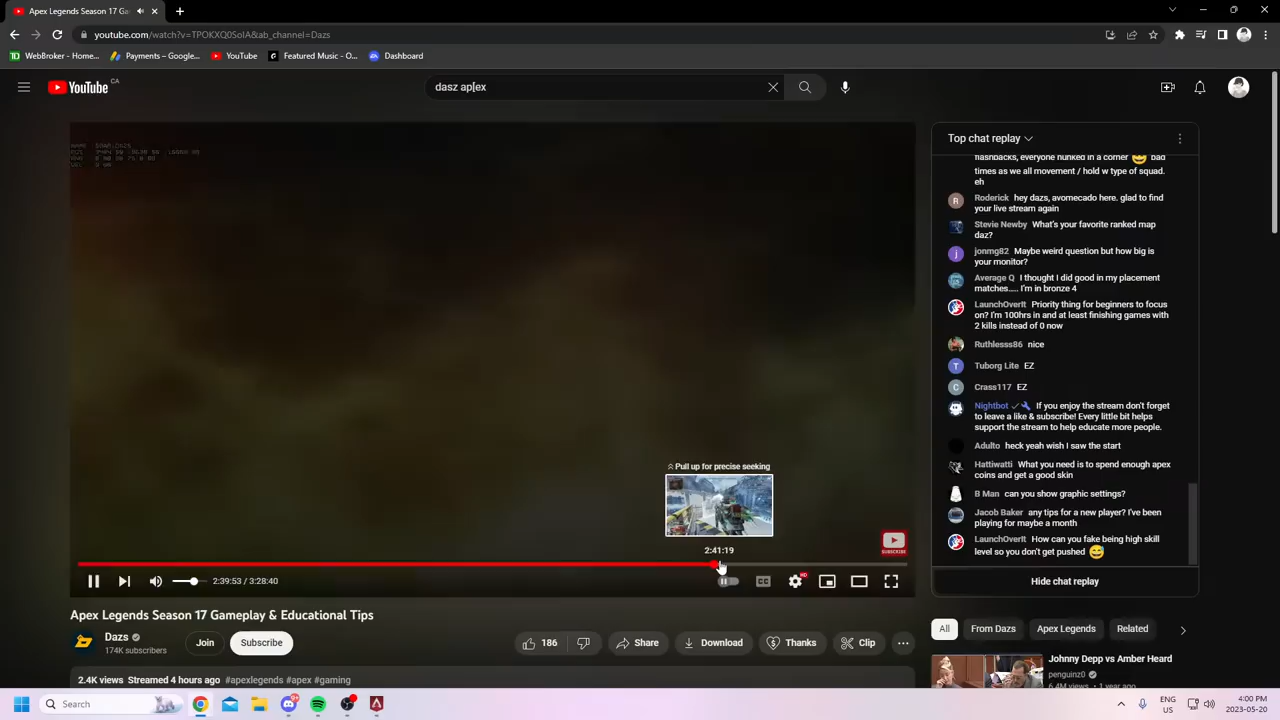 Apex Legends Season 17 Ga
youtube.com/watch?v=TPOKXQ0SoIA&ab_channel=Dazs
WebBroker - Home...
Payments – Google...
YouTube
Featured Music - O...
Dashboard
YouTube CA
dasz ap[ex
Top chat replay
flashbacks, everyone hunked in a corner 😅 bad
times as we all movement / hold w type of squad.
eh
Roderick hey dazs, avomecado here. glad to find
your live stream again
Stevie Newby What's your favorite ranked map
daz?
jonmg82 Maybe weird question but how big is
your monitor?
Average Q I thought I did good in my placement
matches..... I'm in bronze 4
LaunchOverIt Priority thing for beginners to focus
on? I'm 100hrs in and at least finishing games with
2 kills instead of 0 now
Ruthlesss86 nice
Tuborg Lite EZ
Crass117 EZ
Nightbot If you enjoy the stream don't forget
to leave a like & subscribe! Every little bit helps
support the stream to help educate more people.
Adulto heck yeah wish I saw the start
Hattiwatti What you need is to spend enough apex
coins and get a good skin
B Man can you show graphic settings?
Jacob Baker any tips for a new player? I've been
playing for maybe a month
LaunchOverIt How can you fake being high skill
level so you don't get pushed 😅
Hide chat replay
Pull up for precise seeking
2:41:19
SUBSCRIBE
2:39:53 / 3:28:40
HD
Apex Legends Season 17 Gameplay & Educational Tips
Dazs
174K subscribers
Join
Subscribe
186
Share
Download
Thanks
Clip
2.4K views Streamed 4 hours ago #apexlegends #apex #gaming
All
From Dazs
Apex Legends
Related
Johnny Depp vs Amber Heard
penguinz0
6.4M views • 1 year ago
Search
ENG
US
4:00 PM
2023-05-20